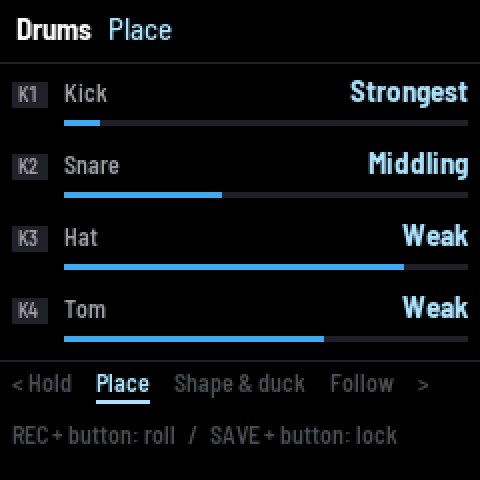 Drums Place
K1 Kick Strongest
K2 Snare Middling
K3 Hat Weak
K4 Tom Weak
< Hold Place Shape & duck Follow >
REC + button: roll / SAVE + button: lock